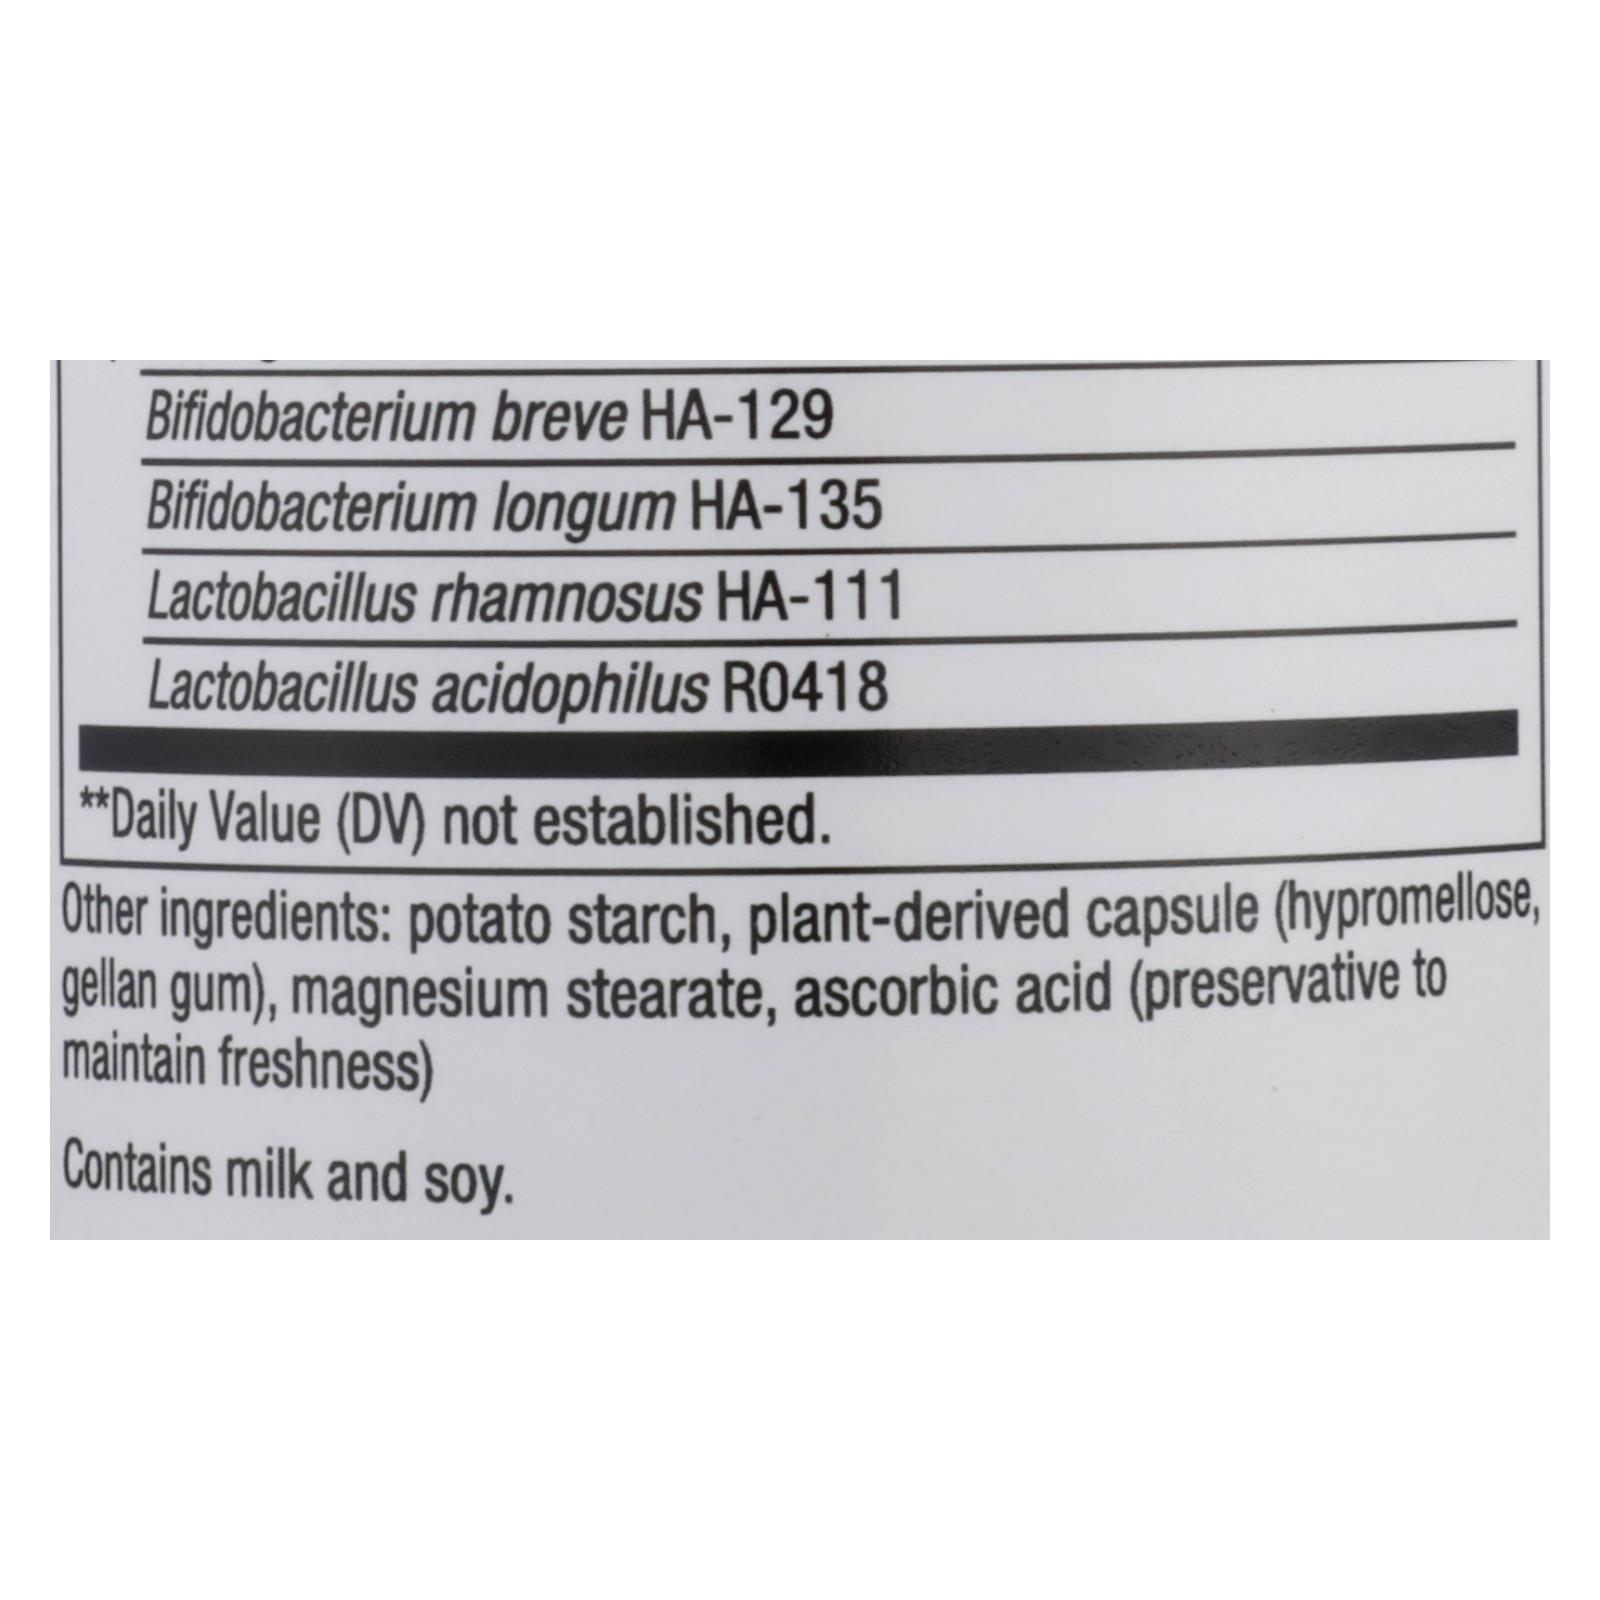 Bifidobacterium breve HA-129
Bifidobacterium longum HA-135
Lactobacillus rhamnosus HA-111
Lactobacillus acidophilus R0418
**Daily Value (DV) not established.
Other ingredients: potato starch, plant-derived capsule (hypromellose,
gellan gum), magnesium stearate, ascorbic acid (preservative to
maintain freshness)
Contains milk and soy.